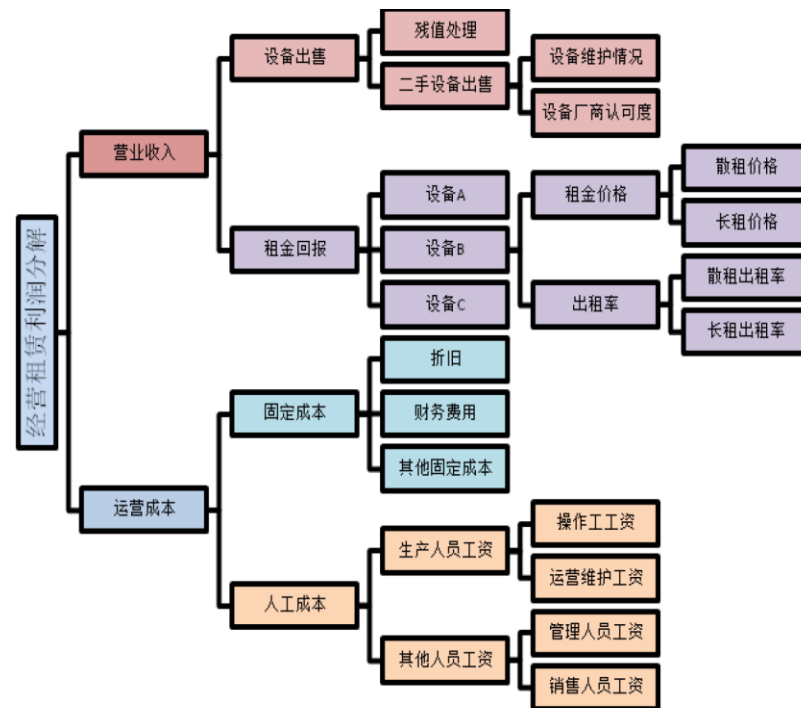 经营租赁利润分解
营业收入
设备出售
残值处理
二手设备出售
设备维护情况
设备厂商认可度
租金回报
设备A
设备B
设备C
租金价格
散租价格
长租价格
出租率
散租出租率
长租出租率
运营成本
固定成本
折旧
财务费用
其他固定成本
人工成本
生产人员工资
操作工工资
运营维护工资
其他人员工资
管理人员工资
销售人员工资